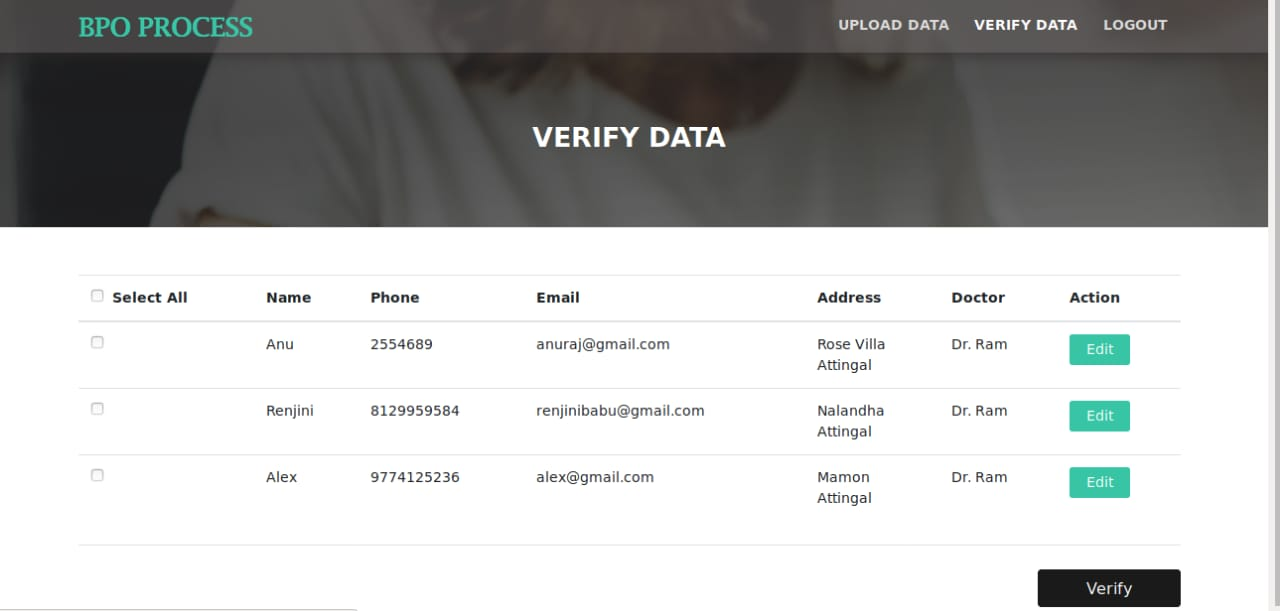 BPO PROCESS UPLOAD DATA VERIFY DATA LOGOUT
VERIFY DATA
Select All Name Phone Email Address Doctor Action
Anu 2554689 anuraj@gmail.com Rose Villa Dr. Ram Edit
Attingal
Renjini 8129959584 renjinibabu@gmail.com Nalandha Dr. Ram Edit
Attingal
Alex 9774125236 alex@gmail.com Mamon Dr. Ram Edit
Attingal
Verify